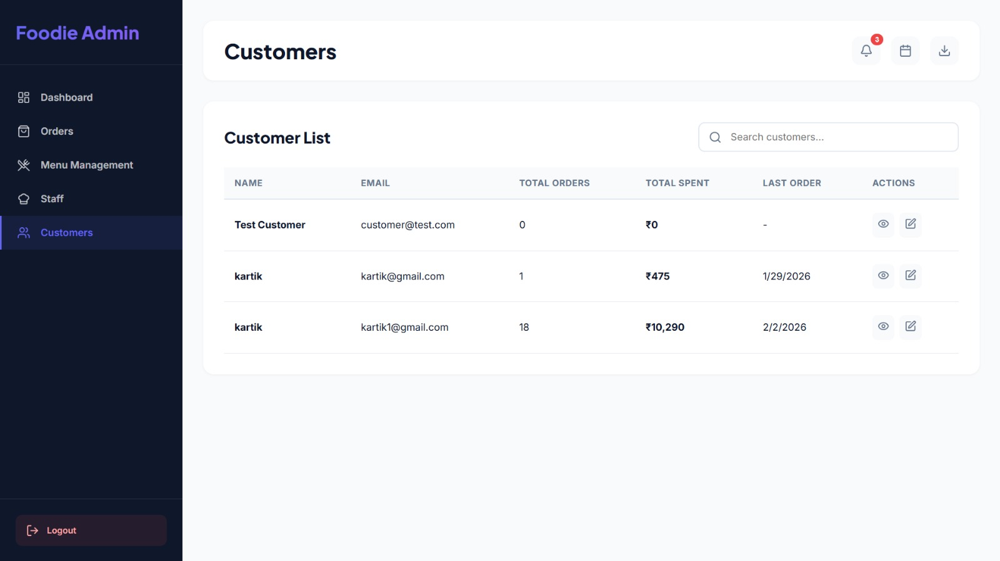 Foodie Admin
Dashboard
Orders
Menu Management
Staff
Customers
Logout
Customers
3
Customer List
Search customers...
NAME EMAIL TOTAL ORDERS TOTAL SPENT LAST ORDER ACTIONS
Test Customer customer@test.com 0 ₹0 -
kartik kartik@gmail.com 1 ₹475 1/29/2026
kartik kartik1@gmail.com 18 ₹10,290 2/2/2026